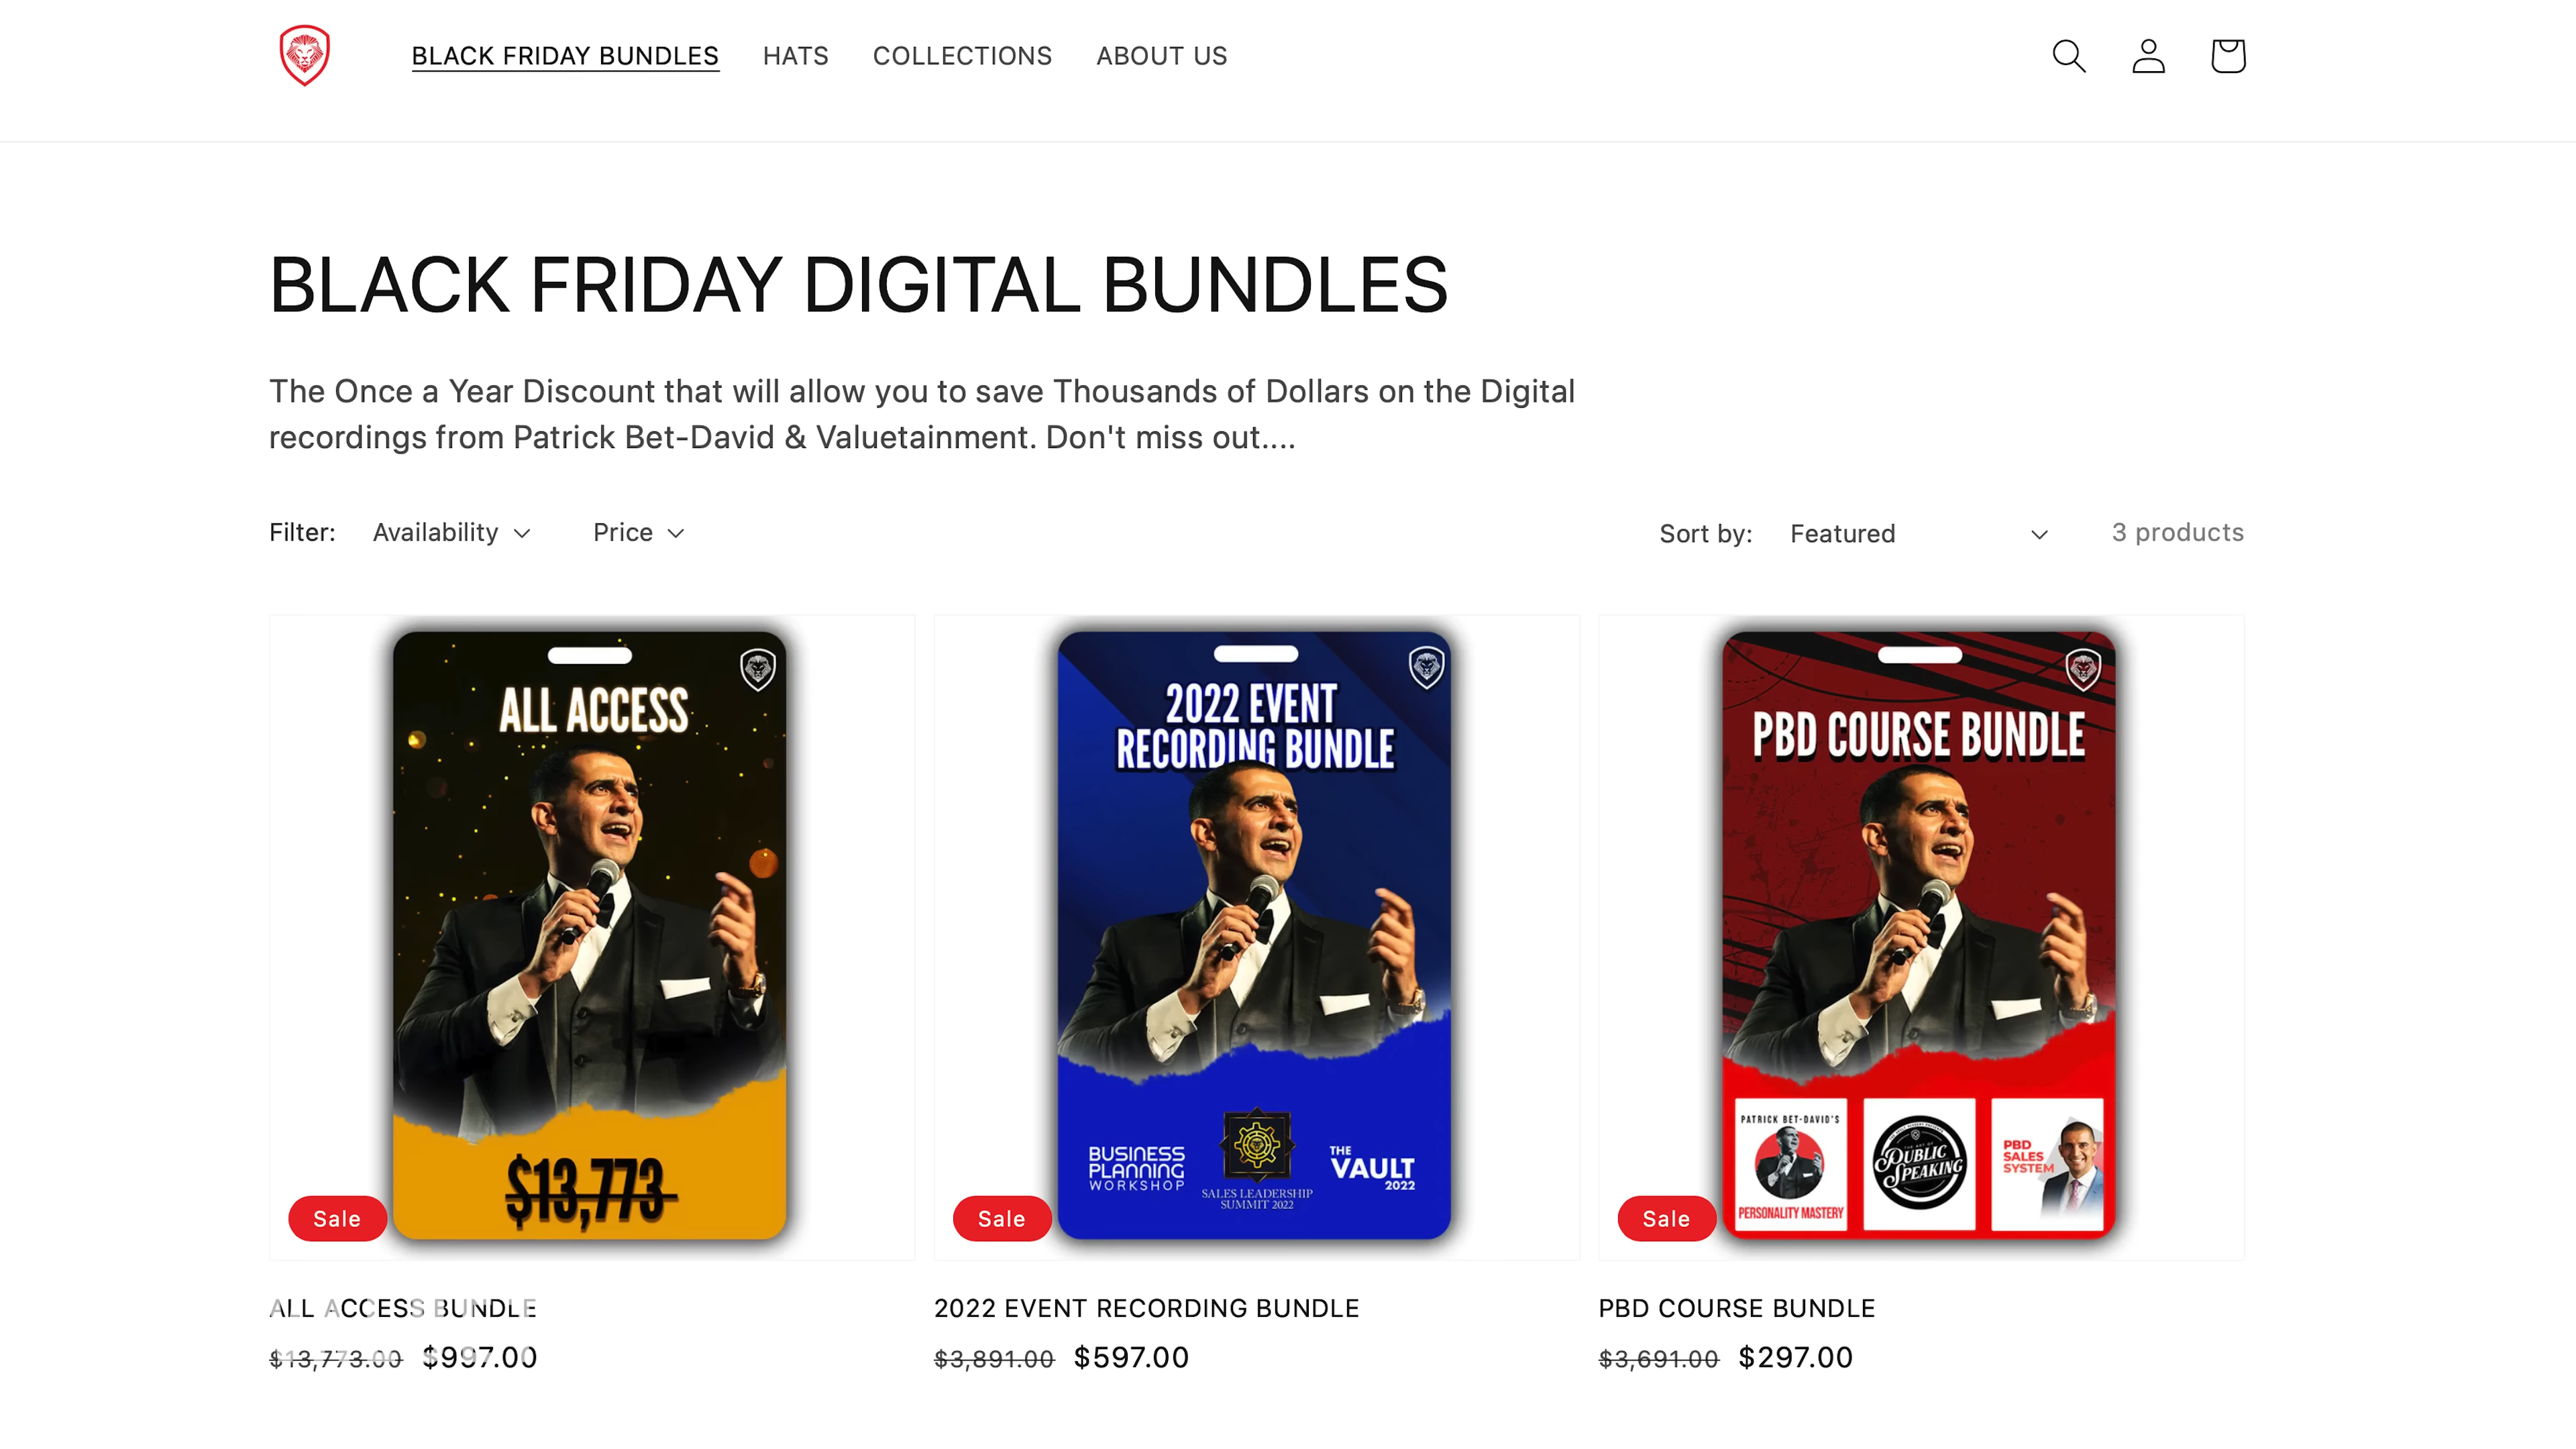 BLACK FRIDAY BUNDLES
HATS
COLLECTIONS
ABOUT US
BLACK FRIDAY DIGITAL BUNDLES
The Once a Year Discount that will allow you to save Thousands of Dollars on the Digital
recordings from Patrick Bet-David & Valuetainment. Don't miss out....
Filter:
Availability
Price
Sort by:
Featured
3 products
ALL ACCESS
$13,773
Sale
2022 EVENT
RECORDING BUNDLE
BUSINESS
PLANNING
WORKSHOP
SALES LEADERSHIP
SUMMIT 2022
THE
VAULT
2022
Sale
PBD COURSE BUNDLE
PATRICK BET-DAVID'S
PERSONALITY MASTERY
THE ART OF
PUBLIC
SPEAKING
PBD
SALES
SYSTEM
Sale
ALL ACCESS BUNDLE
$13,773.00 $997.00
2022 EVENT RECORDING BUNDLE
$3,891.00 $597.00
PBD COURSE BUNDLE
$3,691.00 $297.00